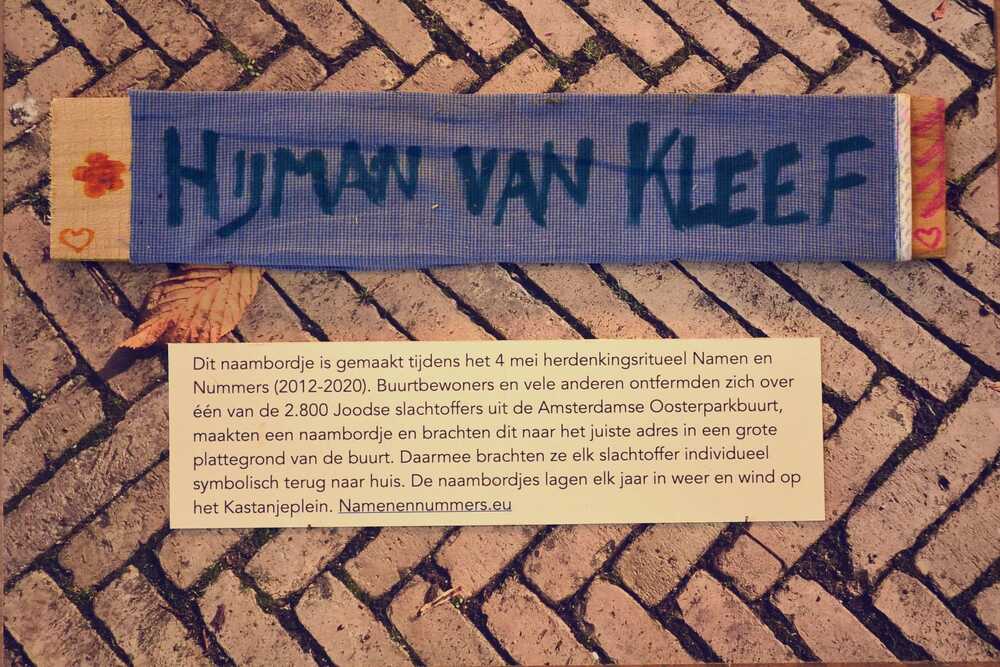 HIJMAN VAN KLEEF
Dit naambordje is gemaakt tijdens het 4 mei herdenkingsritueel Namen en
Nummers (2012-2020). Buurtbewoners en vele anderen ontfermden zich over
één van de 2.800 Joodse slachtoffers uit de Amsterdamse Oosterparkbuurt,
maakten een naambordje en brachten dit naar het juiste adres in een grote
plattegrond van de buurt. Daarmee brachten ze elk slachtoffer individueel
symbolisch terug naar huis. De naambordjes lagen elk jaar in weer en wind op
het Kastanjeplein. Namenennummers.eu